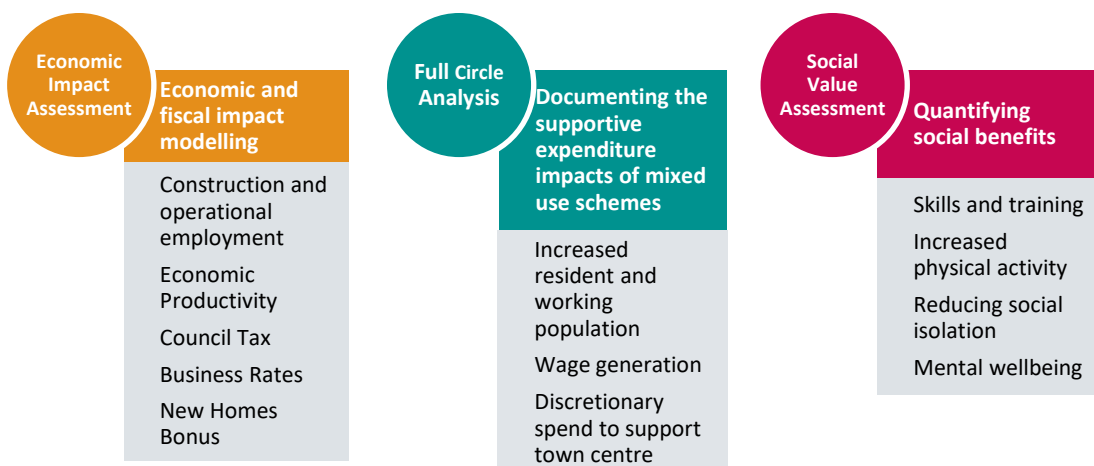 Economic
Impact
Assessment
Economic and
fiscal impact
modelling
Construction and
operational
employment
Economic
Productivity
Council Tax
Business Rates
New Homes
Bonus
Full Circle
Analysis
Documenting the
supportive
expenditure
impacts of mixed
use schemes
Increased
resident and
working
population
Wage generation
Discretionary
spend to support
town centre
Social
Value
Assessment
Quantifying
social benefits
Skills and training
Increased
physical activity
Reducing social
isolation
Mental wellbeing